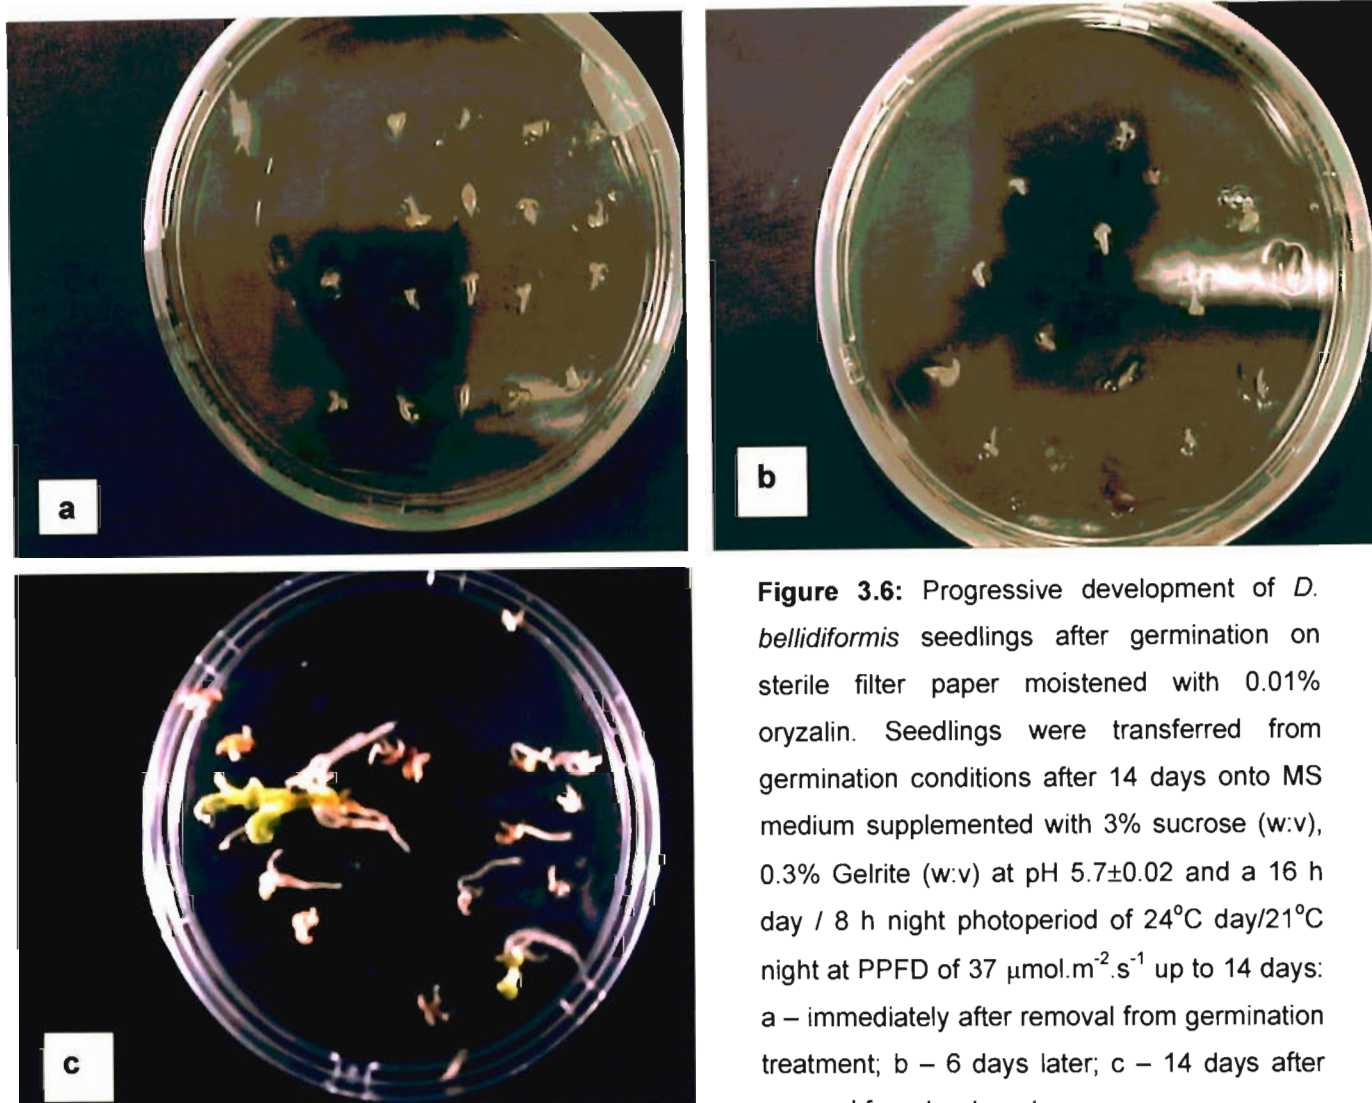 a
b
c
Figure 3.6: Progressive development of D.
bellidiformis seedlings after germination on
sterile filter paper moistened with 0.01%
oryzalin. Seedlings were transferred from
germination conditions after 14 days onto MS
medium supplemented with 3% sucrose (w:v),
0.3% Gelrite (w:v) at pH 5.7±0.02 and a 16 h
day / 8 h night photoperiod of 24°C day/21°C
night at PPFD of 37 µmol.m⁻².s⁻¹ up to 14 days:
a – immediately after removal from germination
treatment; b – 6 days later; c – 14 days after